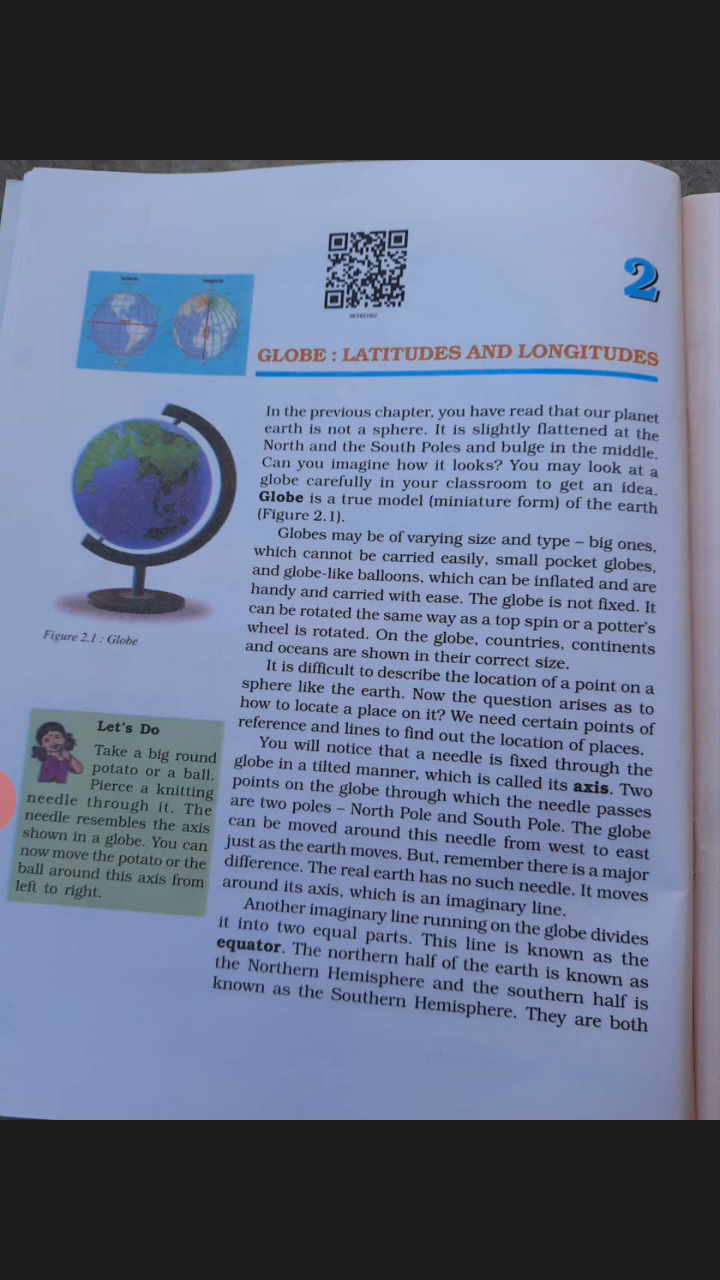 2
GLOBE : LATITUDES AND LONGITUDES
In the previous chapter, you have read that our planet
earth is not a sphere. It is slightly flattened at the
North and the South Poles and bulge in the middle.
Can you imagine how it looks? You may look at a
globe carefully in your classroom to get an idea.
Globe is a true model (miniature form) of the earth
(Figure 2.1).
Globes may be of varying size and type – big ones,
which cannot be carried easily, small pocket globes,
and globe-like balloons, which can be inflated and are
handy and carried with ease. The globe is not fixed. It
can be rotated the same way as a top spin or a potter's
wheel is rotated. On the globe, countries, continents
and oceans are shown in their correct size.
It is difficult to describe the location of a point on a
sphere like the earth. Now the question arises as to
how to locate a place on it? We need certain points of
reference and lines to find out the location of places.
You will notice that a needle is fixed through the
globe in a tilted manner, which is called its axis. Two
points on the globe through which the needle passes
are two poles – North Pole and South Pole. The globe
can be moved around this needle from west to east
just as the earth moves. But, remember there is a major
difference. The real earth has no such needle. It moves
around its axis, which is an imaginary line.
Another imaginary line running on the globe divides
it into two equal parts. This line is known as the
equator. The northern half of the earth is known as
the Northern Hemisphere and the southern half is
known as the Southern Hemisphere. They are both
Figure 2.1 : Globe
Let's Do
Take a big round
potato or a ball.
Pierce a knitting
needle through it. The
needle resembles the axis
shown in a globe. You can
now move the potato or the
ball around this axis from
left to right.